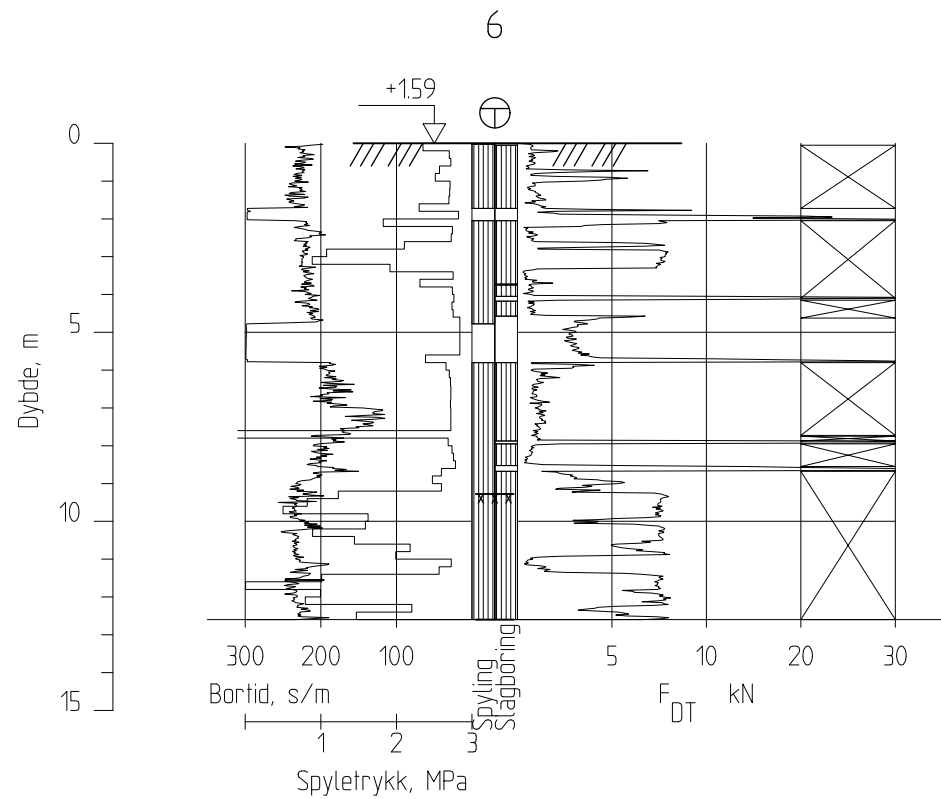 6
+1.59
0
5
10
15
Dybde, m
300 200 100
5 10 20 30
Bortid, s/m
Spyling
Slagboring
F DT kN
1 2 3
Spyletrykk, MPa
T
x x x